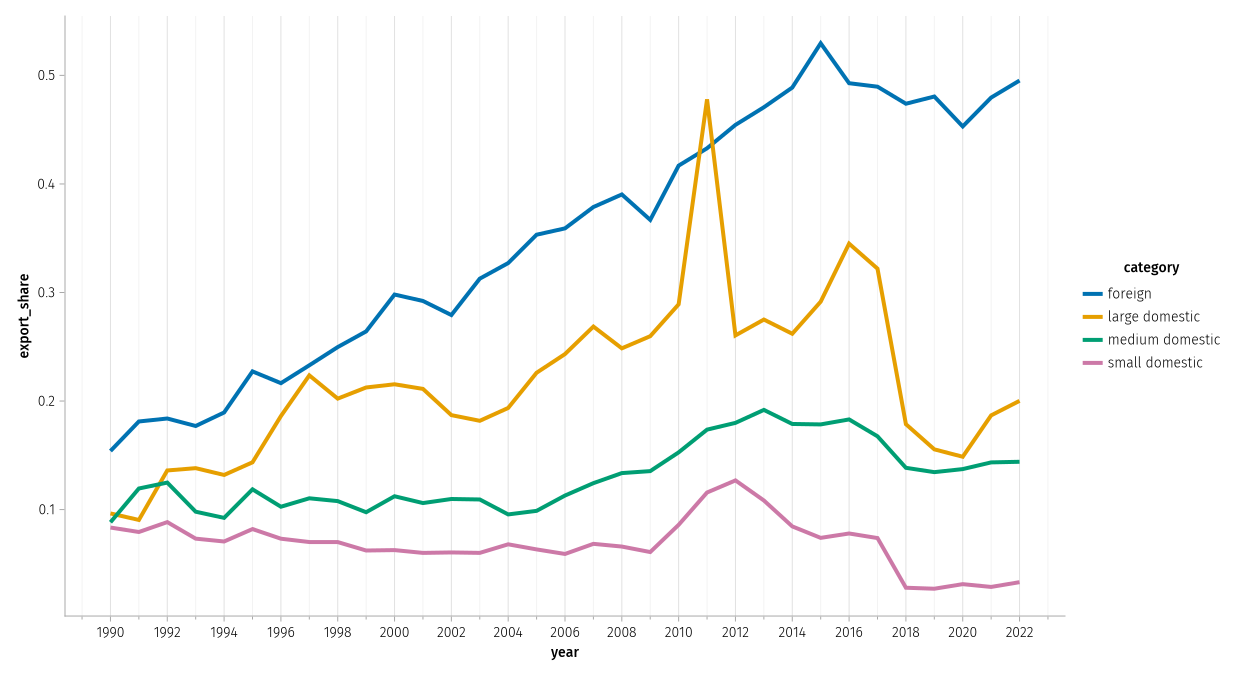 0.5
0.4
0.3
0.2
0.1
export_share
1990 1992 1994 1996 1998 2000 2002 2004 2006 2008 2010 2012 2014 2016 2018 2020 2022
year
category
foreign
large domestic
medium domestic
small domestic